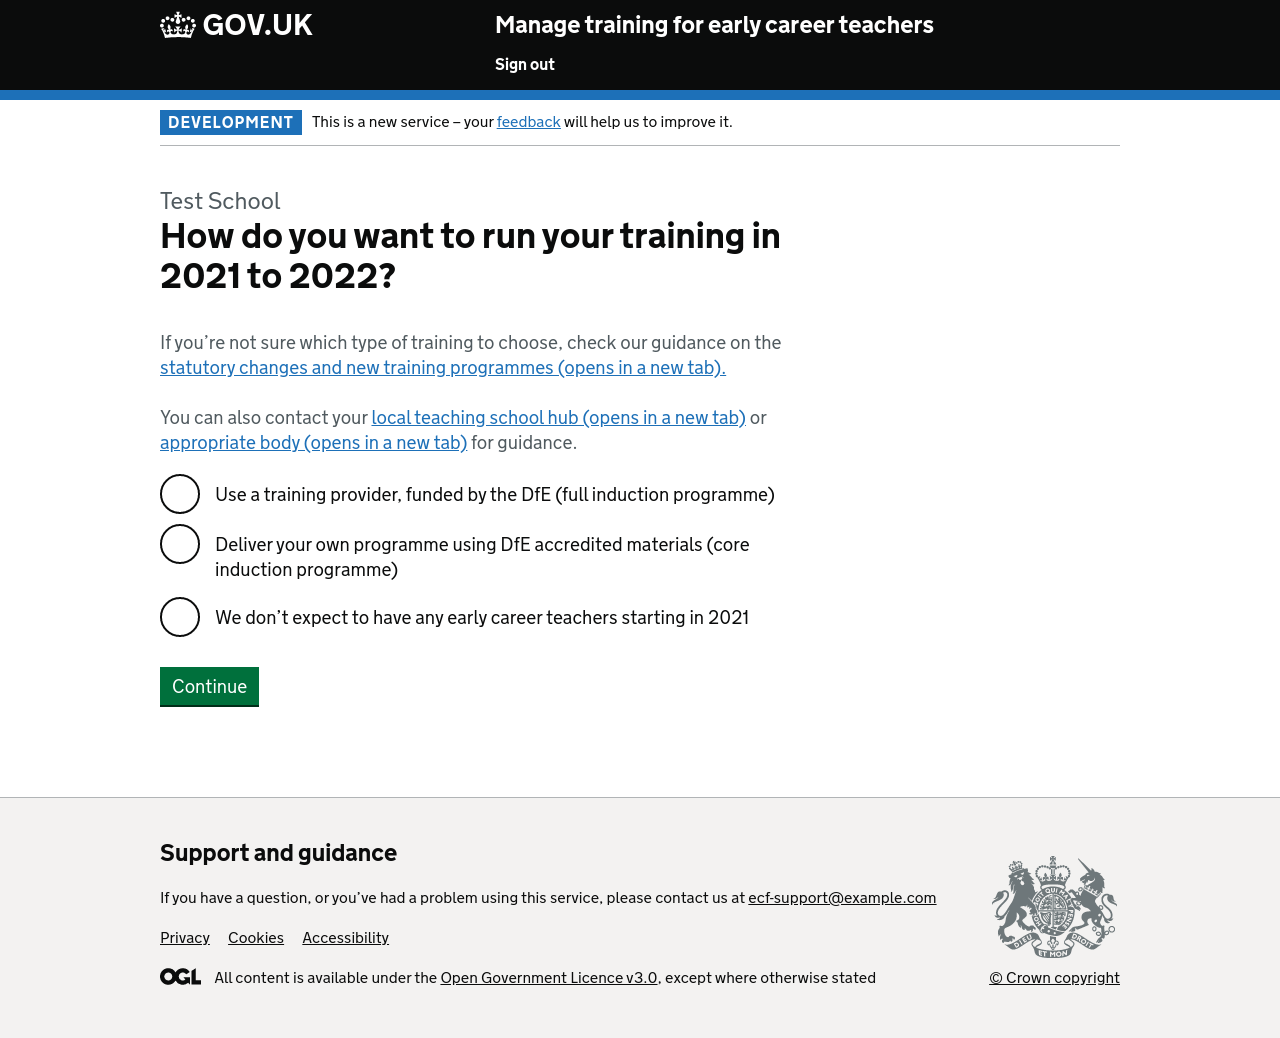 GOV.UK
Manage training for early career teachers
Sign out
DEVELOPMENT This is a new service – your feedback will help us to improve it.
Test School
How do you want to run your training in
2021 to 2022?
If you’re not sure which type of training to choose, check our guidance on the
statutory changes and new training programmes (opens in a new tab).
You can also contact your local teaching school hub (opens in a new tab) or
appropriate body (opens in a new tab) for guidance.
Use a training provider, funded by the DfE (full induction programme)
Deliver your own programme using DfE accredited materials (core
induction programme)
We don’t expect to have any early career teachers starting in 2021
Continue
Support and guidance
If you have a question, or you’ve had a problem using this service, please contact us at ecf-support@example.com
Privacy Cookies Accessibility
OGL All content is available under the Open Government Licence v3.0, except where otherwise stated
© Crown copyright